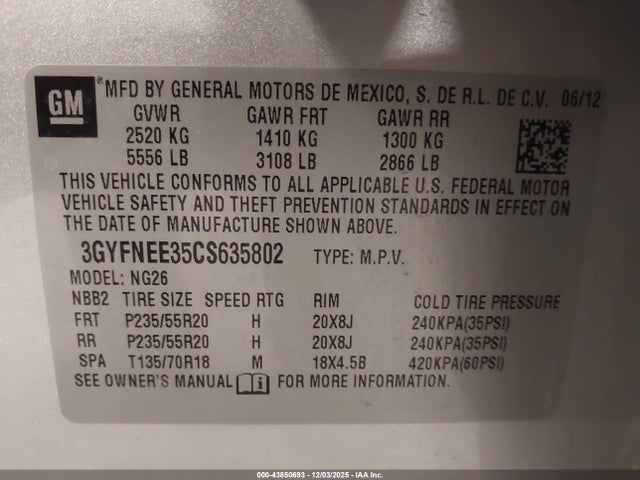 GM *MFD BY GENERAL MOTORS DE MEXICO, S. DE R.L. DE C.V. 06/12
GVWR GAWR FRT GAWR RR
2520 KG 1410 KG 1300 KG
5556 LB 3108 LB 2866 LB
THIS VEHICLE CONFORMS TO ALL APPLICABLE U.S. FEDERAL MOTOR
VEHICLE SAFETY AND THEFT PREVENTION STANDARDS IN EFFECT ON
THE DATE OF MANUFACTURE SHOWN ABOVE.
3GYFNEE35CS635802 TYPE: M.P.V.
MODEL: NG26
NBB2 TIRE SIZE SPEED RTG RIM COLD TIRE PRESSURE
FRT P235/55R20 H 20X8J 240KPA(35PSI)
RR P235/55R20 H 20X8J 240KPA(35PSI)
SPA T135/70R18 M 18X4.5B 420KPA(60PSI)
SEE OWNER'S MANUAL FOR MORE INFORMATION.
000-43850693 - 12/03/2025 - IAA Inc.